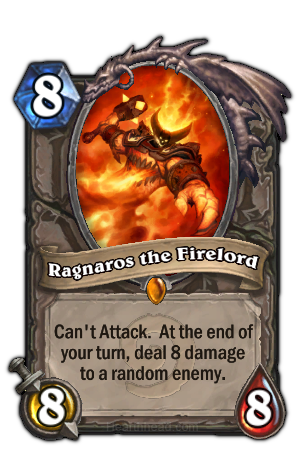 8
Ragnaros the Firelord
Can't Attack. At the end of
your turn, deal 8 damage
to a random enemy.
8
8